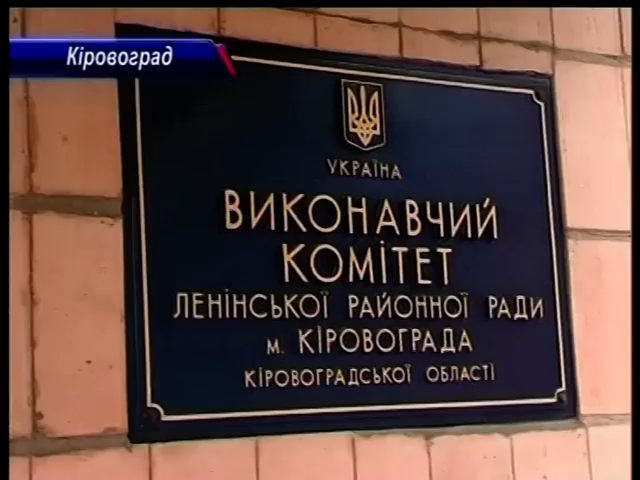 Кіровоград
УКРАЇНА
ВИКОНАВЧИЙ
КОМІТЕТ
ЛЕНІНСЬКОЇ РАЙОННОЇ РАДИ
м. КІРОВОГРАДА
КІРОВОГРАДСЬКОЇ ОБЛАСТІ